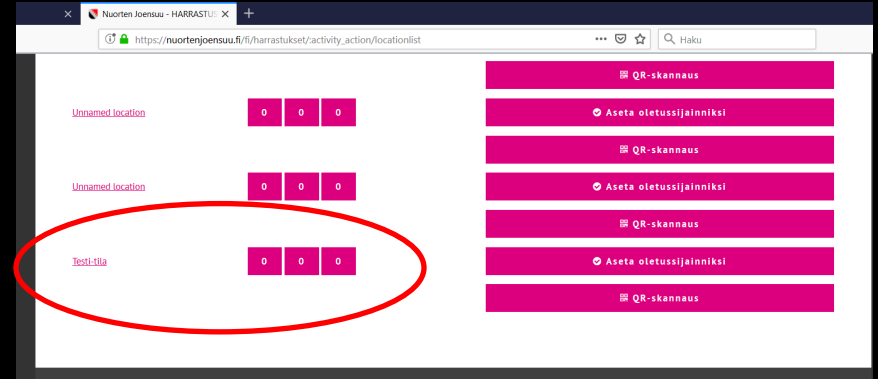 Nuorten Joensuu - HARRASTUS
https://nuortenjoensuu.fi/fi/harrastukset/:activity_action/locationlist
Haku
QR-skannaus
Unnamed location 0 0 0 Aseta oletussijainniksi
QR-skannaus
Unnamed location 0 0 0 Aseta oletussijainniksi
QR-skannaus
Testi-tila 0 0 0 Aseta oletussijainniksi
QR-skannaus